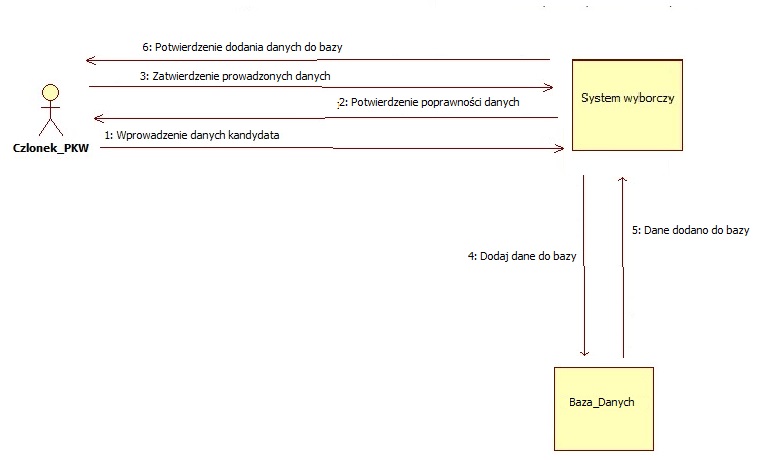 6: Potwierdzenie dodania danych do bazy
3: Zatwierdzenie prowadzonych danych
System wyborczy
:2: Potwierdzenie poprawności danych
1: Wprowadzenie danych kandydata
Członek_PKW
5: Dane dodano do bazy
4: Dodaj dane do bazy
Baza_Danych